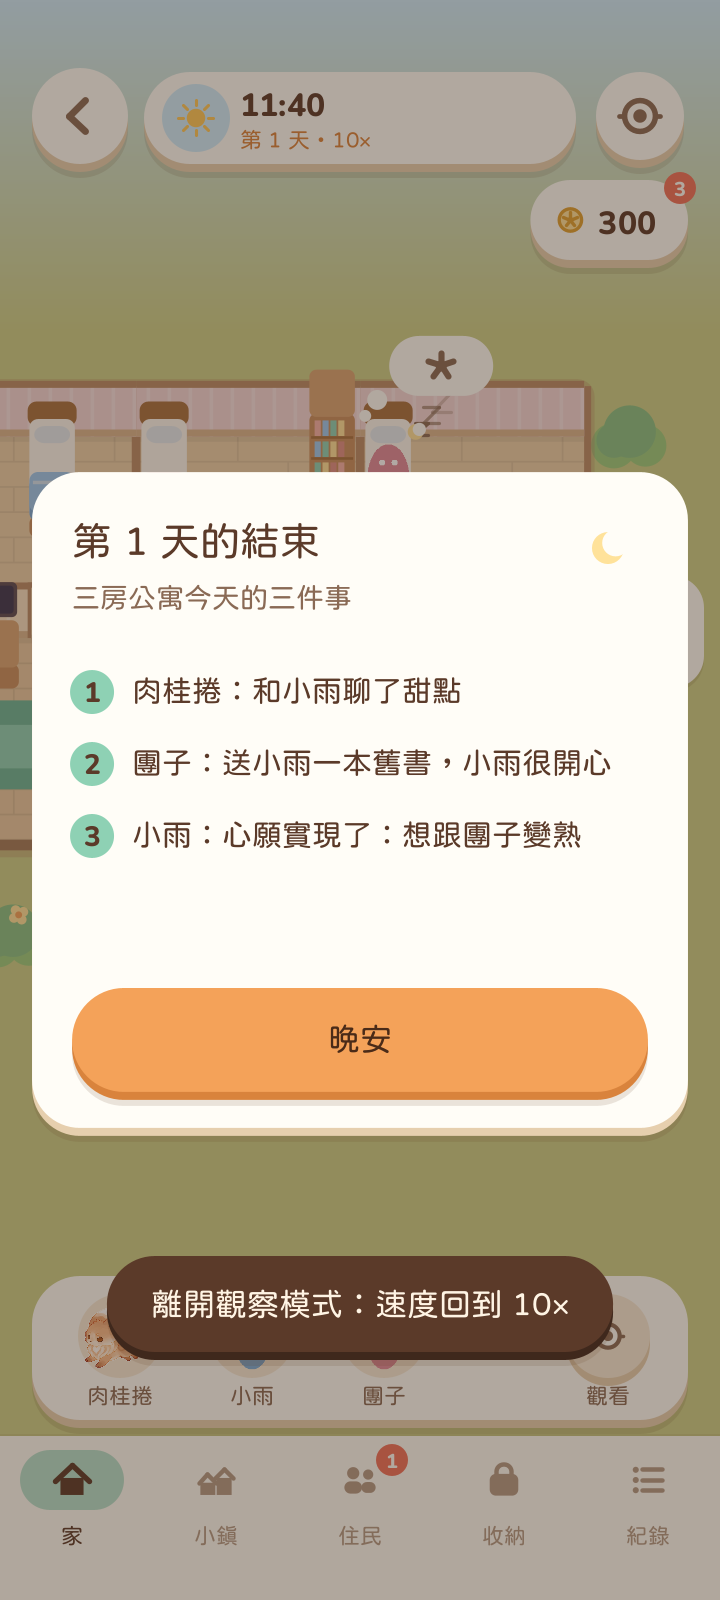 11:40
第 1 天・10×
3
300
第 1 天的結束
三房公寓今天的三件事
1 肉桂捲：和小雨聊了甜點
2 團子：送小雨一本舊書，小雨很開心
3 小雨：心願實現了：想跟團子變熟
晚安
離開觀察模式：速度回到 10×
肉桂捲 小雨 團子 觀看
1
家 小鎮 住民 收納 紀錄